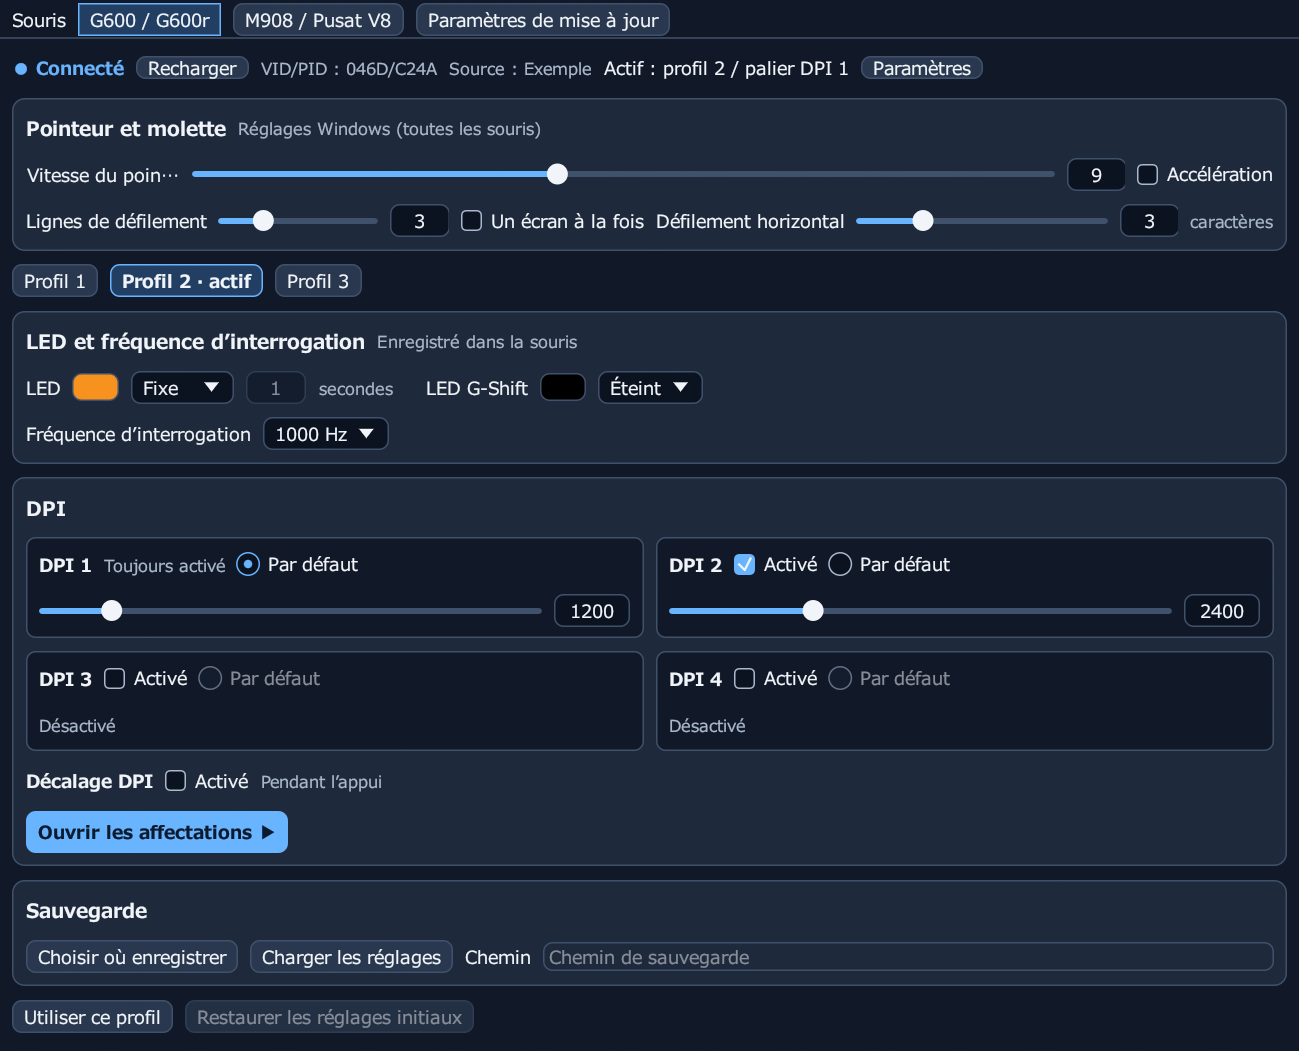 Souris G600 / G600r M908 / Pusat V8 Paramètres de mise à jour
Connecté Recharger VID/PID : 046D/C24A Source : Exemple Actif : profil 2 / palier DPI 1 Paramètres
Pointeur et molette Réglages Windows (toutes les souris)
Vitesse du poin··· 9 Accélération
Lignes de défilement 3 Un écran à la fois Défilement horizontal 3 caractères
Profil 1 Profil 2 · actif Profil 3
LED et fréquence d’interrogation Enregistré dans la souris
LED Fixe 1 secondes LED G-Shift Éteint
Fréquence d’interrogation 1000 Hz
DPI
DPI 1 Toujours activé Par défaut
1200
DPI 2 Activé Par défaut
2400
DPI 3 Activé Par défaut
Désactivé
DPI 4 Activé Par défaut
Désactivé
Décalage DPI Activé Pendant l’appui
Ouvrir les affectations
Sauvegarde
Choisir où enregistrer Charger les réglages Chemin Chemin de sauvegarde
Utiliser ce profil Restaurer les réglages initiaux